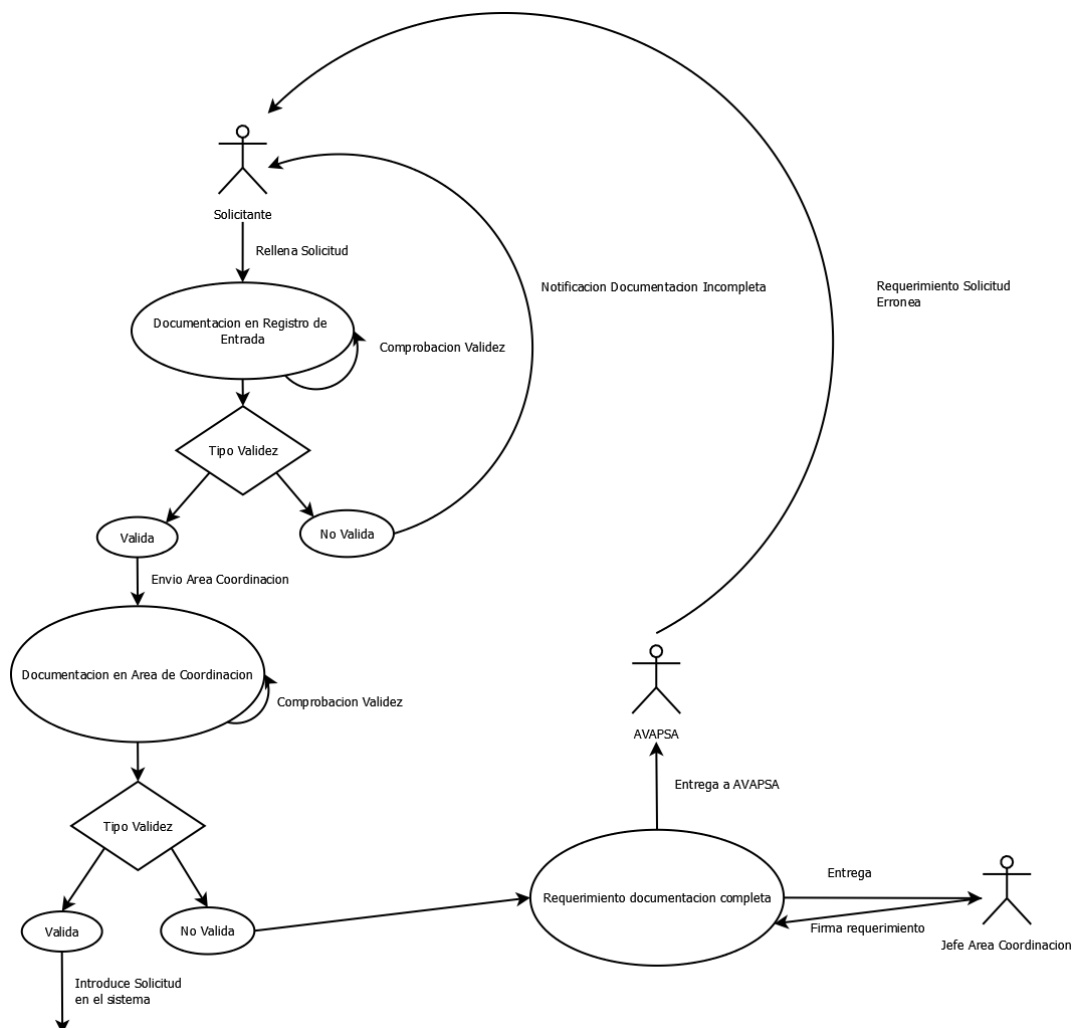 Solicitante
Rellena Solicitud
Notificacion Documentacion Incompleta
Requerimiento Solicitud
Erronea
Documentacion en Registro de
Entrada
Comprobacion Validez
Tipo Validez
Valida
No Valida
Envio Area Coordinacion
Documentacion en Area de Coordinacion
Comprobacion Validez
AVAPSA
Entrega a AVAPSA
Tipo Validez
Requerimiento documentacion completa
Entrega
Firma requerimiento
Jefe Area Coordinacion
Valida
No Valida
Introduce Solicitud
en el sistema